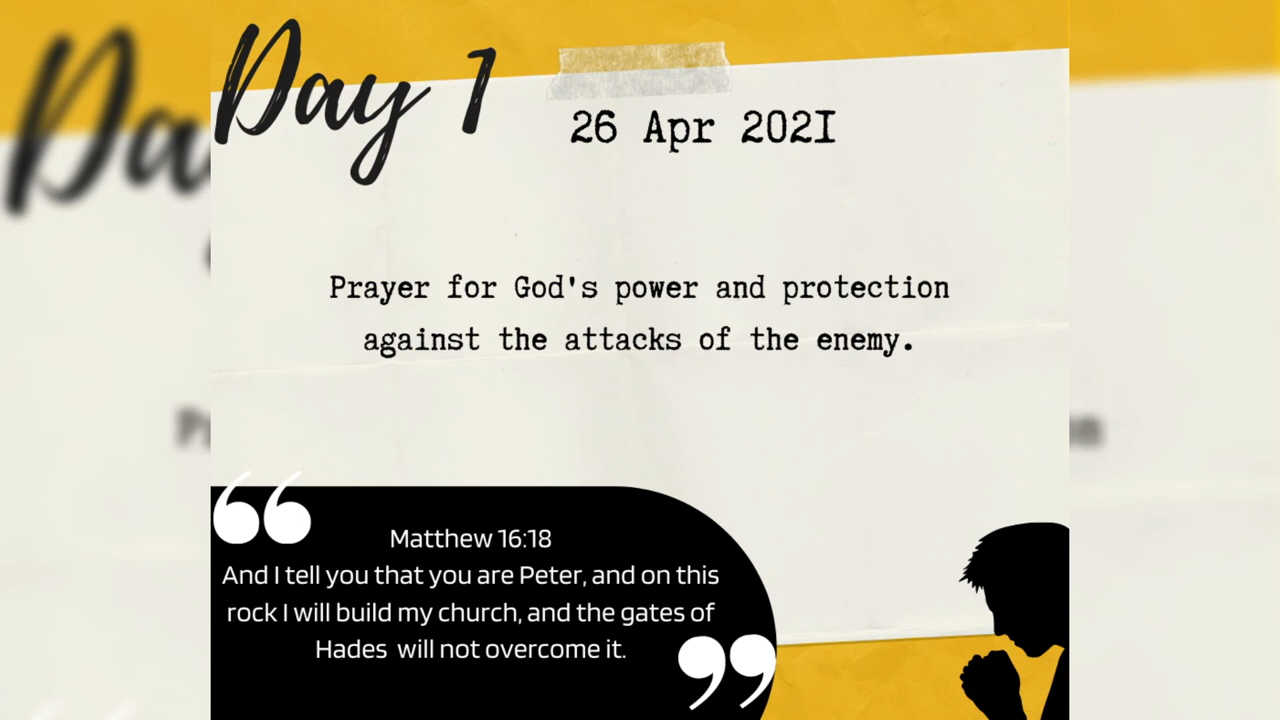 Day 1
26 Apr 2021
Prayer for God's power and protection
against the attacks of the enemy.
Matthew 16:18
And I tell you that you are Peter, and on this
rock I will build my church, and the gates of
Hades will not overcome it.